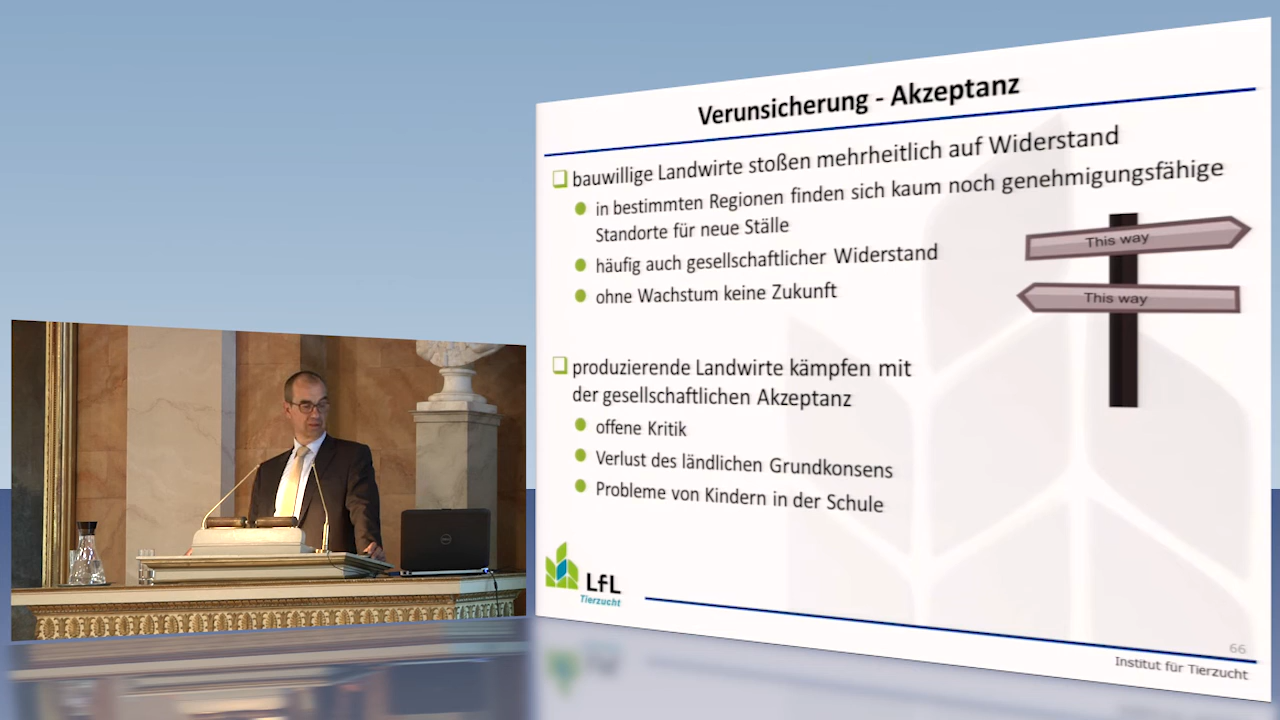 Verunsicherung - Akzeptanz
bauwillige Landwirte stoßen mehrheitlich auf Widerstand
in bestimmten Regionen finden sich kaum noch genehmigungsfähige
Standorte für neue Ställe
häufig auch gesellschaftlicher Widerstand
ohne Wachstum keine Zukunft
This way
This way
produzierende Landwirte kämpfen mit
der gesellschaftlichen Akzeptanz
offene Kritik
Verlust des ländlichen Grundkonsens
Probleme von Kindern in der Schule
LfL
Tierzucht
66
Institut für Tierzucht